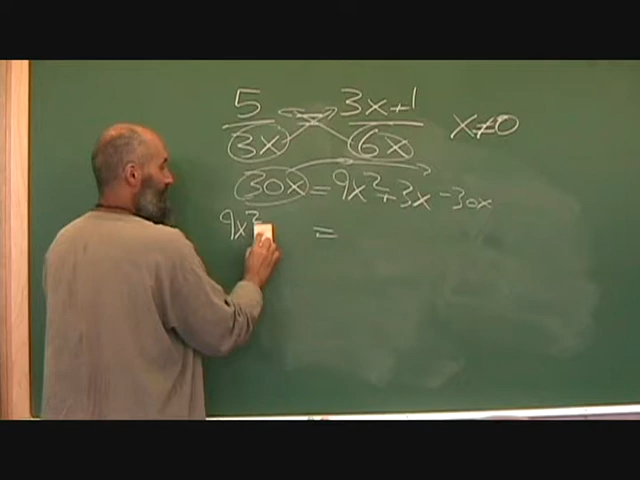 5 3x+1 x≠0
3x 6x
30x = 9x²+3x -30x
9x² =